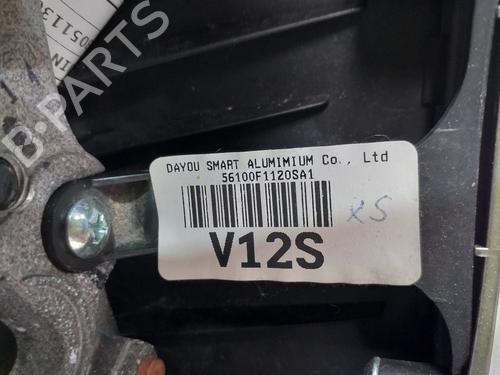 DAYOU SMART ALUMIMIUM Co., Ltd
56100F1120SA1
V12S
XS
B-PARTS